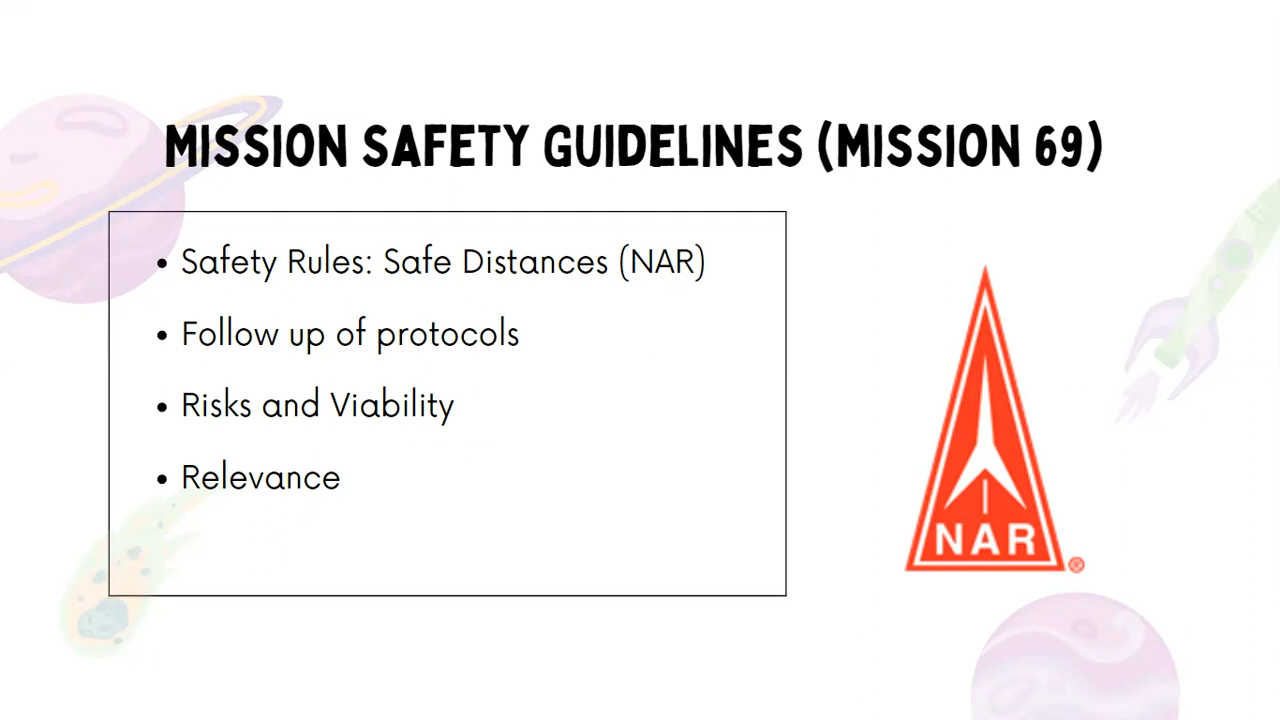 MISSION SAFETY GUIDELINES (MISSION 69)
• Safety Rules: Safe Distances (NAR)
• Follow up of protocols
• Risks and Viability
• Relevance
NAR®